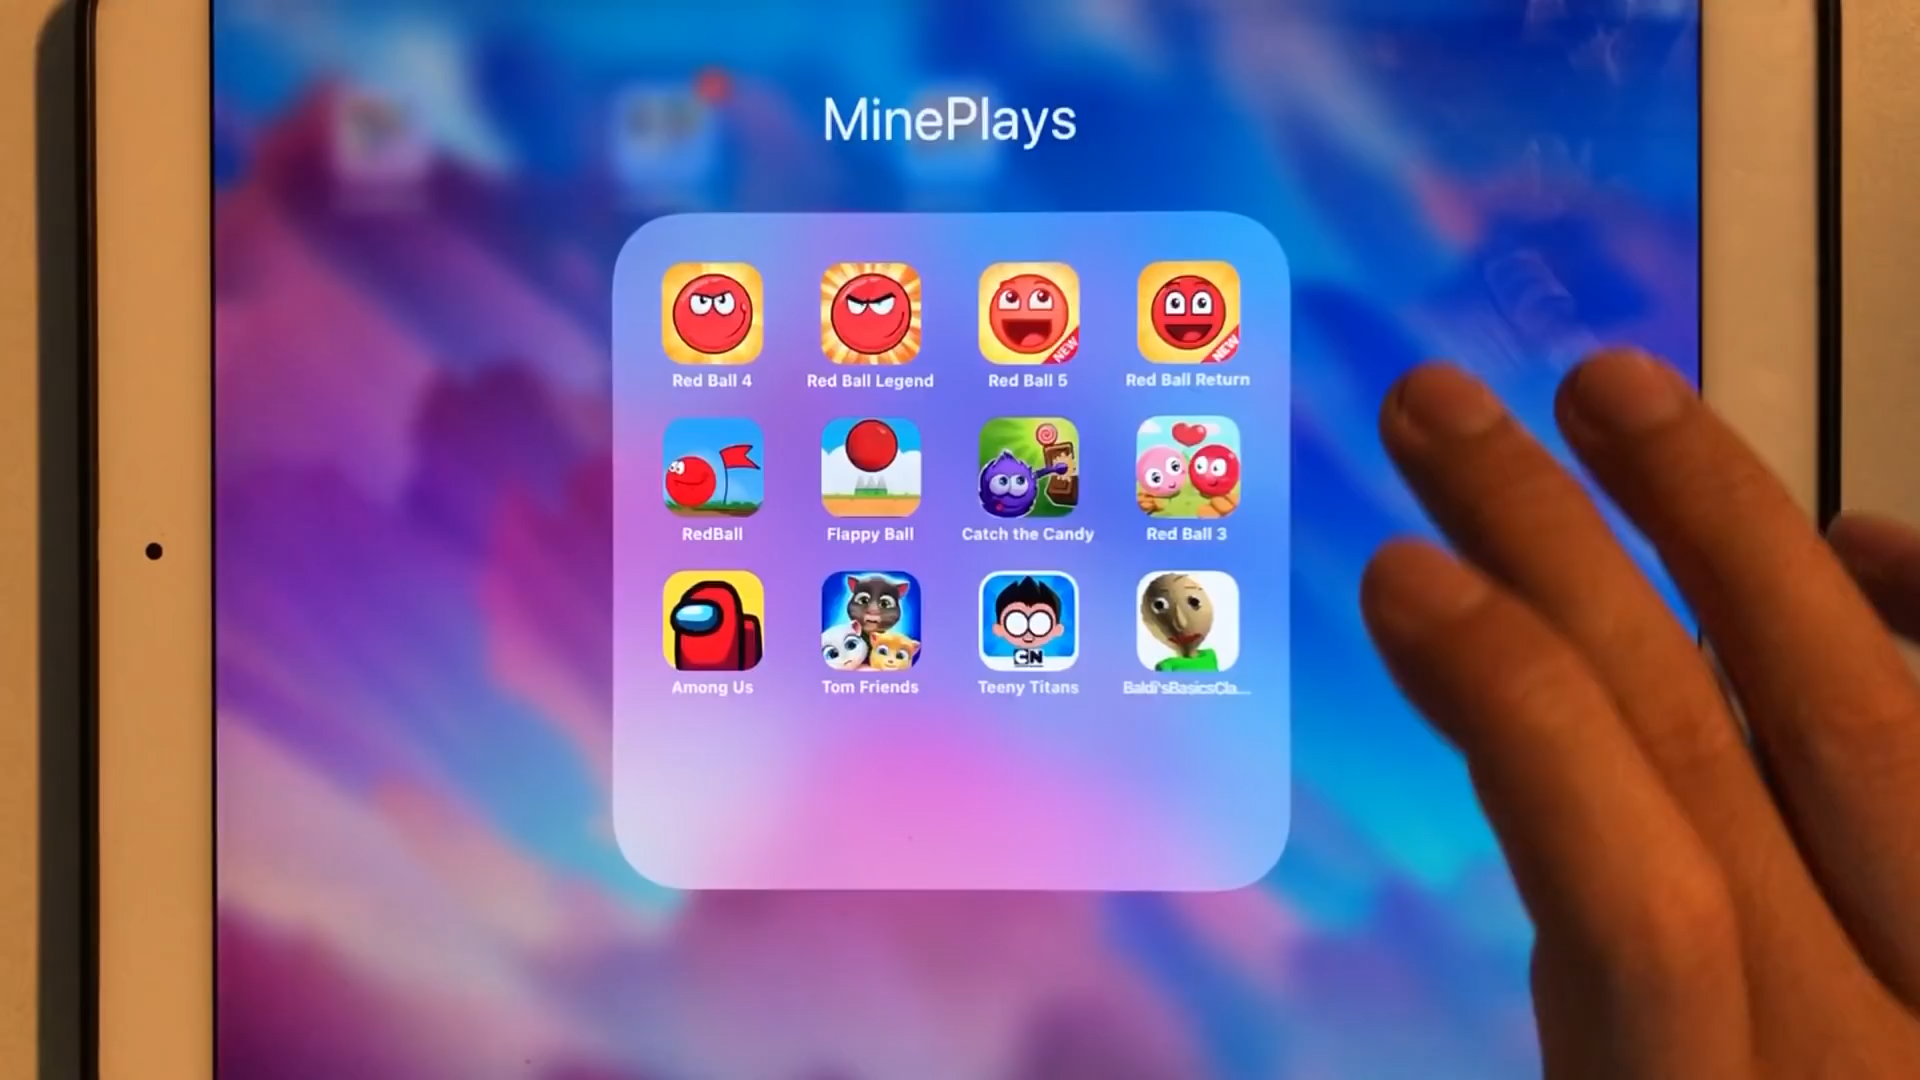 MinePlays
NEW
NEW
Red Ball 4
Red Ball Legend
Red Ball 5
Red Ball Return
RedBall
Flappy Ball
Catch the Candy
Red Ball 3
CN
Among Us
Tom Friends
Teeny Titans
Baldi'sBasicsCla...